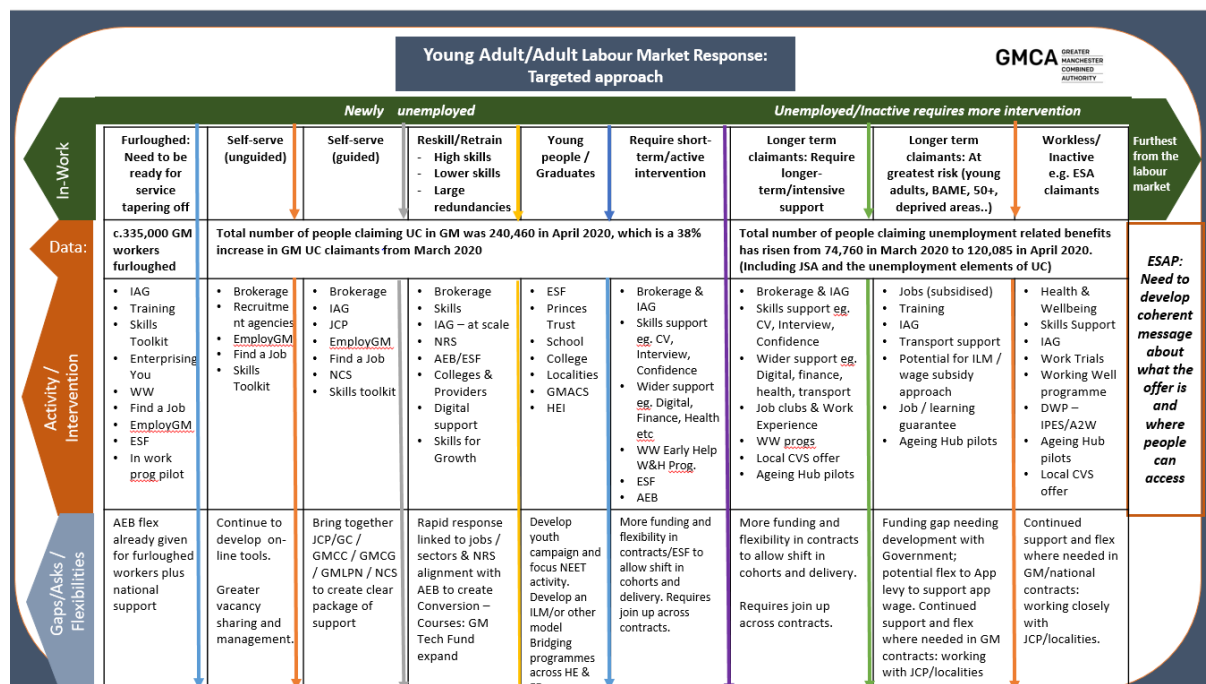 Young Adult/Adult Labour Market Response:
Targeted approach
GMCA
GREATER
MANCHESTER
COMBINED
AUTHORITY
Newly unemployed
Unemployed/Inactive requires more intervention
In-Work
Furloughed:
Need to be
ready for
service
tapering off
Self-serve
(unguided)
Self-serve
(guided)
Reskill/Retrain
- High skills
- Lower skills
- Large
redundancies
Young
people /
Graduates
Require short-
term/active
intervention
Longer term
claimants: Require
longer-
term/intensive
support
Longer term
claimants: At
greatest risk (young
adults, BAME, 50+,
deprived areas..)
Workless/
Inactive
e.g. ESA
claimants
Furthest
from the
labour
market
Data:
c.335,000 GM
workers
furloughed
Total number of people claiming UC in GM was 240,460 in April 2020, which is a 38%
increase in GM UC claimants from March 2020
Total number of people claiming unemployment related benefits
has risen from 74,760 in March 2020 to 120,085 in April 2020.
(Including JSA and the unemployment elements of UC)
Activity /
Intervention
• IAG
• Training
• Skills
Toolkit
• Enterprising
You
• WW
• Find a Job
• EmployGM
• ESF
• In work
prog pilot
• Brokerage
• Recruitme
nt agencies
• EmployGM
• Find a Job
• Skills
Toolkit
• Brokerage
• IAG
• JCP
• EmployGM
• Find a Job
• NCS
• Skills toolkit
• Brokerage
• Skills
• IAG – at scale
• NRS
• AEB/ESF
• Colleges &
Providers
• Digital
support
• Skills for
Growth
• ESF
• Princes
Trust
• School
• College
• Localities
• GMACS
• HEI
• Brokerage &
IAG
• Skills support
eg. CV,
Interview,
Confidence
• Wider support
eg. Digital,
Finance, Health
etc
• WW Early Help
W&H Prog.
• ESF
• AEB
• Brokerage & IAG
• Skills support eg.
CV, Interview,
Confidence
• Wider support eg.
Digital, finance,
health, transport
• Job clubs & Work
Experience
• WW progs
• Local CVS offer
• Ageing Hub pilots
• Jobs (subsidised)
• Training
• IAG
• Transport support
• Potential for ILM /
wage subsidy
approach
• Job / learning
guarantee
• Ageing Hub pilots
• Health &
Wellbeing
• Skills Support
• IAG
• Work Trials
• Working Well
programme
• DWP –
IPES/A2W
• Ageing Hub
pilots
• Local CVS
offer
ESAP:
Need to
develop
coherent
message
about
what the
offer is
and
where
people
can
access
Gaps/Asks /
Flexibilities
AEB flex
already given
for furloughed
workers plus
national
support
Continue to
develop on-
line tools.
Greater
vacancy
sharing and
management.
Bring together
JCP/GC /
GMCC / GMCG
/ GMLPN / NCS
to create clear
package of
support
Rapid response
linked to jobs /
sectors & NRS
alignment with
AEB to create
Conversion –
Courses: GM
Tech Fund
expand
Develop
youth
campaign and
focus NEET
activity.
Develop an
ILM/or other
model
Bridging
programmes
across HE &
More funding and
flexibility in
contracts/ESF to
allow shift in
cohorts and
delivery. Requires
join up across
contracts.
More funding and
flexibility in contracts
to allow shift in
cohorts and delivery.
Requires join up
across contracts.
Funding gap needing
development with
Government;
potential flex to App
levy to support app
wage. Continued
support and flex
where needed in GM
contracts: working
with JCP/localities
Continued
support and flex
where needed in
GM/national
contracts:
working closely
with
JCP/localities.